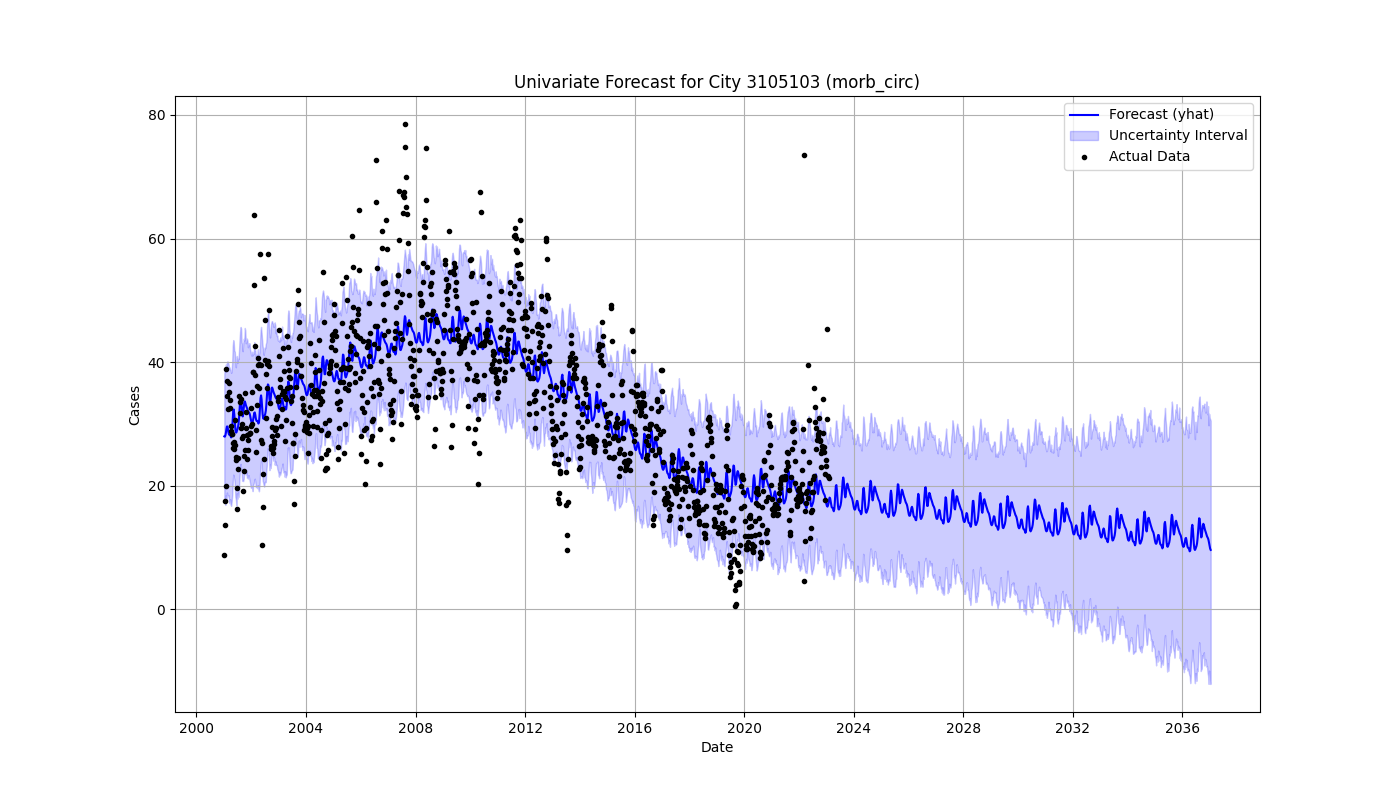 Univariate Forecast for City 3105103 (morb_circ)
Forecast (yhat)
Uncertainty Interval
Actual Data
Cases
80
60
40
20
0
2000 2004 2008 2012 2016 2020 2024 2028 2032 2036
Date